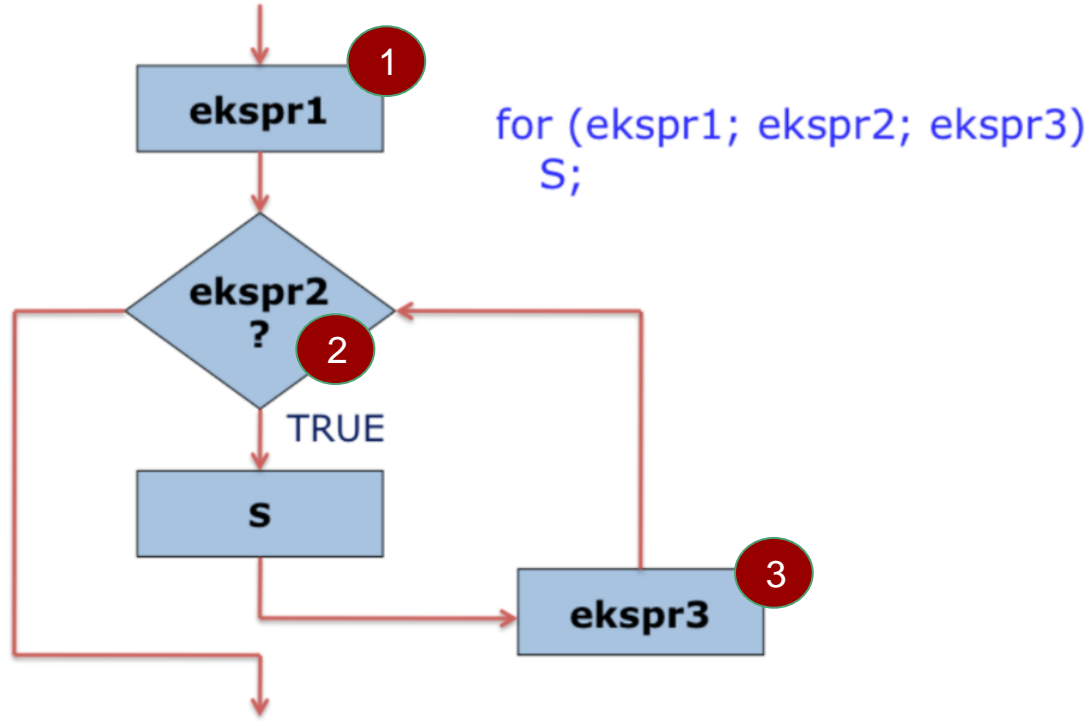 1
ekspr1
for (ekspr1; ekspr2; ekspr3)
S;
ekspr2
?
2
TRUE
S
3
ekspr3